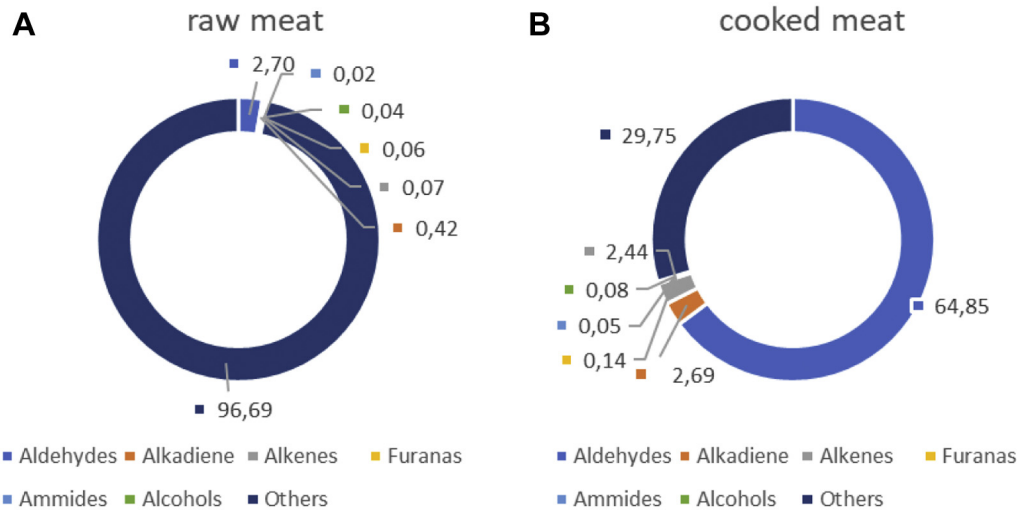 A
raw meat
2,70
0,02
0,04
0,06
0,07
0,42
96,69
Aldehydes Alkadiene Alkenes Furanas
Ammides Alcohols Others
B
cooked meat
29,75
2,44
0,08
0,05
0,14
2,69
64,85
Aldehydes Alkadiene Alkenes Furanas
Ammides Alcohols Others